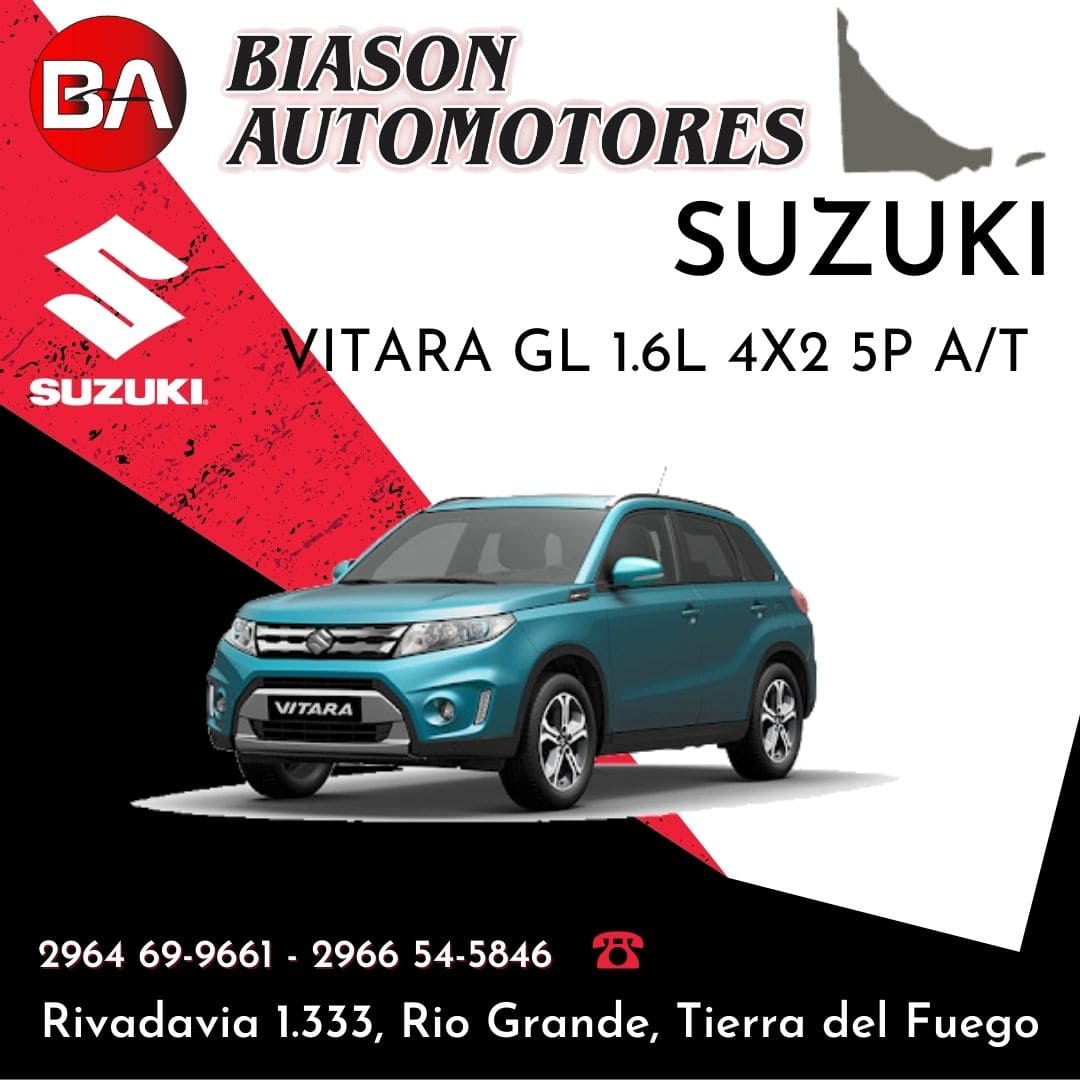 BA
BIASON
AUTOMOTORES
SUZUKI
SUZUKI
VITARA GL 1.6L 4X2 5P A/T
VITARA
2964 69-9661 - 2966 54-5846
Rivadavia 1.333, Rio Grande, Tierra del Fuego